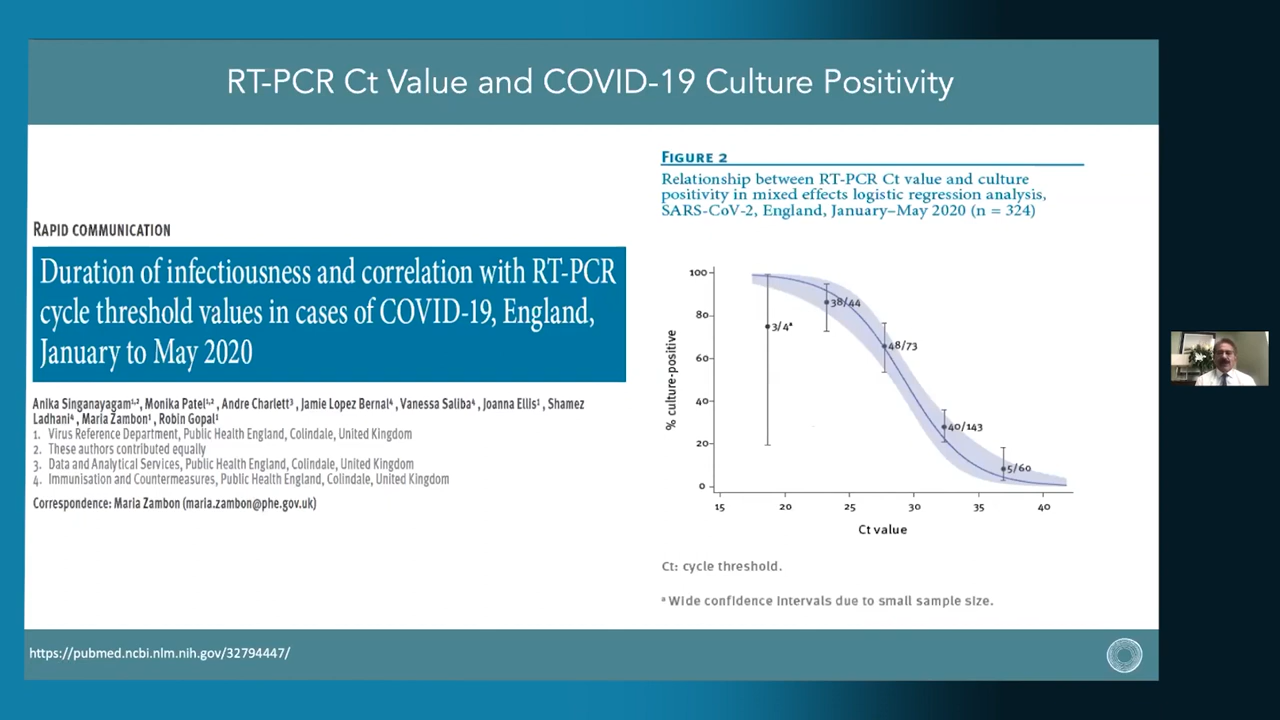 RT-PCR Ct Value and COVID-19 Culture Positivity
RAPID COMMUNICATION
Duration of infectiousness and correlation with RT-PCR
cycle threshold values in cases of COVID-19, England,
January to May 2020
Anika Singanayagam¹,², Monika Patel¹,² , Andre Charlett³ , Jamie Lopez Bernal⁴ , Vanessa Saliba⁴ , Joanna Ellis¹ , Shamez
Ladhani⁴ , Maria Zambon¹ , Robin Gopal¹
1. Virus Reference Department, Public Health England, Colindale, United Kingdom
2. These authors contributed equally
3. Data and Analytical Services, Public Health England, Colindale, United Kingdom
4. Immunisation and Countermeasures, Public Health England, Colindale, United Kingdom
Correspondence: Maria Zambon (maria.zambon@phe.gov.uk)
FIGURE 2
Relationship between RT-PCR Ct value and culture
positivity in mixed effects logistic regression analysis,
SARS-CoV-2, England, January–May 2020 (n = 324)
% culture-positive
100
80
60
40
20
0
3/4ᵃ
38/44
48/73
40/143
5/60
15 20 25 30 35 40
Ct value
Ct: cycle threshold.
ᵃ Wide confidence intervals due to small sample size.
https://pubmed.ncbi.nlm.nih.gov/32794447/